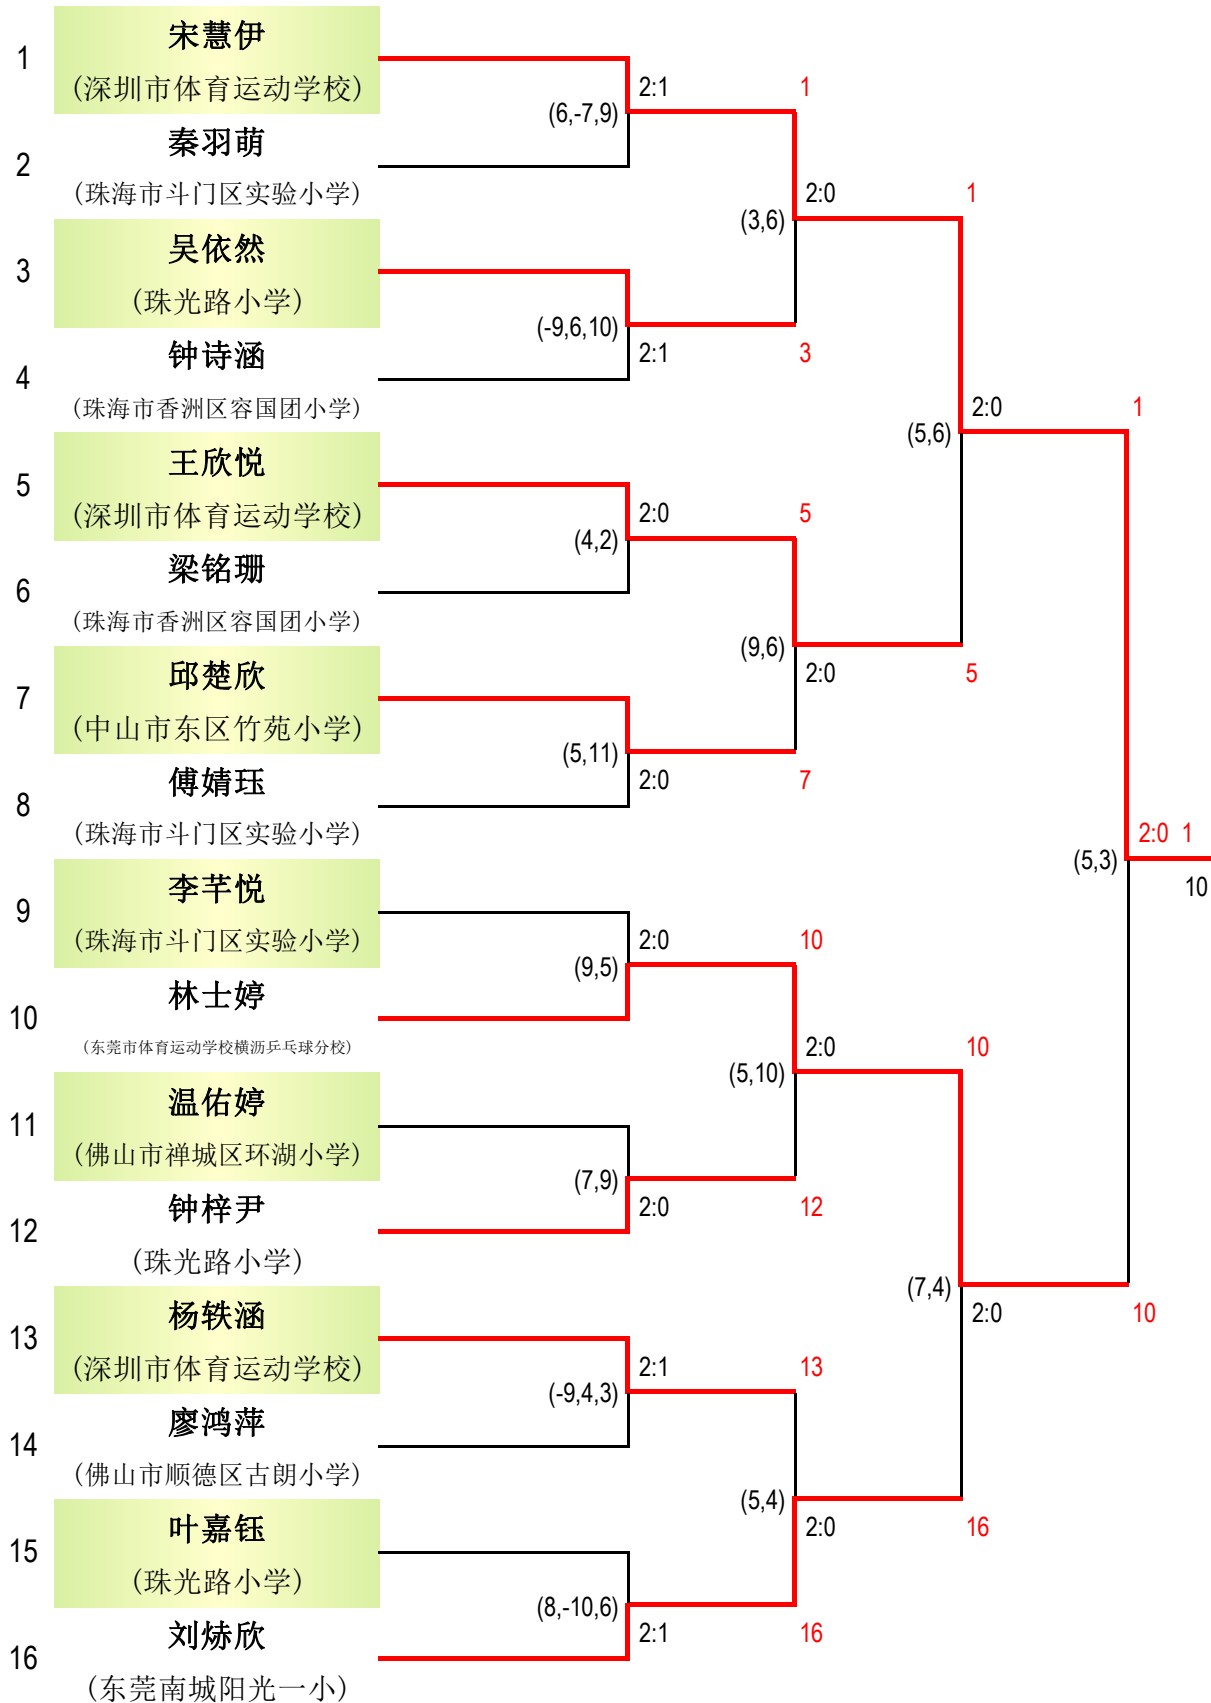 宋慧伊
1
(深圳市体育运动学校)
2:1
1
(6,-7,9)
秦羽萌
2
(珠海市斗门区实验小学)
2:0
1
(3,6)
吴依然
3
(珠光路小学)
(-9,6,10)
2:1
3
钟诗涵
4
(珠海市香洲区容国团小学)
2:0
1
(5,6)
王欣悦
5
(深圳市体育运动学校)
2:0
5
(4,2)
梁铭珊
6
(珠海市香洲区容国团小学)
(9,6)
2:0
5
邱楚欣
7
(中山市东区竹苑小学)
(5,11)
2:0
7
傅婧珏
8
(珠海市斗门区实验小学)
2:0 1
(5,3)
10
李芊悦
9
(珠海市斗门区实验小学)
2:0
10
(9,5)
林士婷
10
(东莞市体育运动学校横沥乒乓球分校)
2:0
10
(5,10)
温佑婷
11
(佛山市禅城区环湖小学)
(7,9)
2:0
12
钟梓尹
12
(珠光路小学)
(7,4)
2:0
10
杨轶涵
13
(深圳市体育运动学校)
2:1
13
(-9,4,3)
廖鸿萍
14
(佛山市顺德区古朗小学)
(5,4)
2:0
16
叶嘉钰
15
(珠光路小学)
(8,-10,6)
2:1
16
刘炀欣
16
(东莞南城阳光一小)